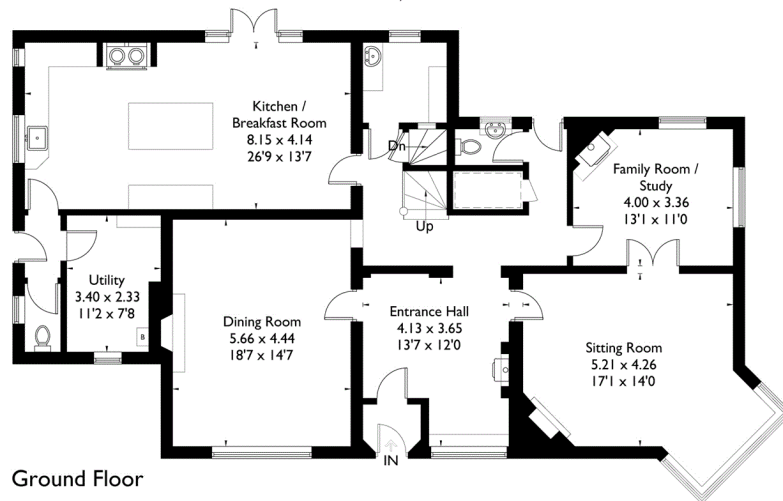 Kitchen /
Breakfast Room
8.15 x 4.14
26'9 x 13'7
Dn
Up
Family Room /
Study
4.00 x 3.36
13'1 x 11'0
Utility
3.40 x 2.33
11'2 x 7'8
B
Dining Room
5.66 x 4.44
18'7 x 14'7
Entrance Hall
4.13 x 3.65
13'7 x 12'0
Sitting Room
5.21 x 4.26
17'1 x 14'0
IN
Ground Floor